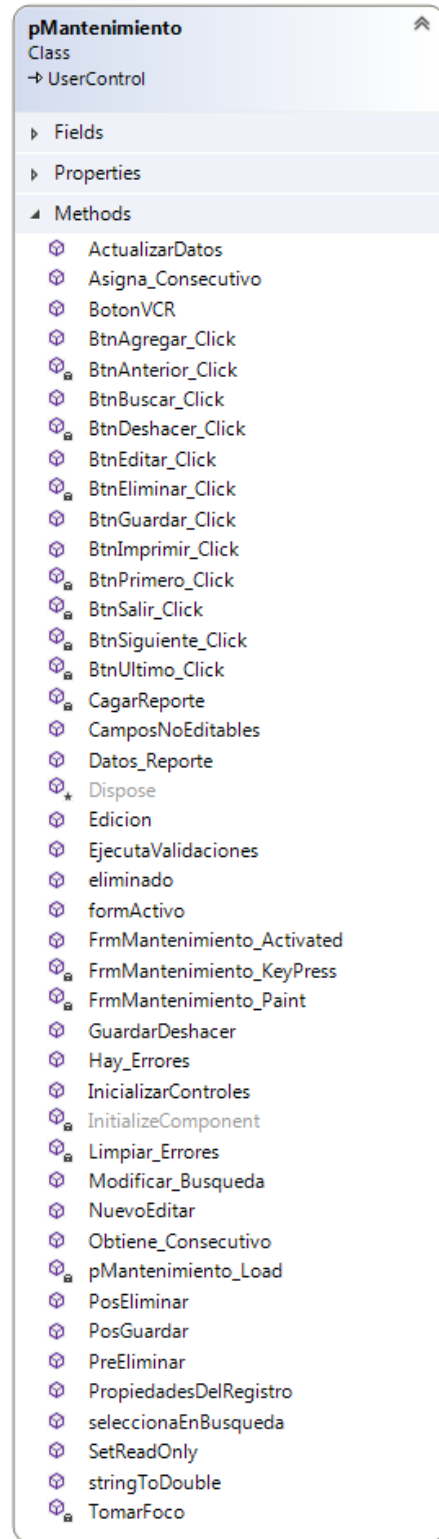 pMantenimiento
Class
UserControl
Fields
Properties
Methods
ActualizarDatos
Asigna_Consecutivo
BotonVCR
BtnAgregar_Click
BtnAnterior_Click
BtnBuscar_Click
BtnDeshacer_Click
BtnEditar_Click
BtnEliminar_Click
BtnGuardar_Click
BtnImprimir_Click
BtnPrimero_Click
BtnSalir_Click
BtnSiguiente_Click
BtnUltimo_Click
CagarReporte
CamposNoEditables
Datos_Reporte
Dispose
Edicion
EjecutaValidaciones
eliminado
formActivo
FrmMantenimiento_Activated
FrmMantenimiento_KeyPress
FrmMantenimiento_Paint
GuardarDeshacer
Hay_Errores
InicializarControles
InitializeComponent
Limpiar_Errores
Modificar_Busqueda
NuevoEditar
Obtiene_Consecutivo
pMantenimiento_Load
PosEliminar
PosGuardar
PreEliminar
PropiedadesDelRegistro
seleccionaEnBusqueda
SetReadOnly
stringToDouble
TomarFoco